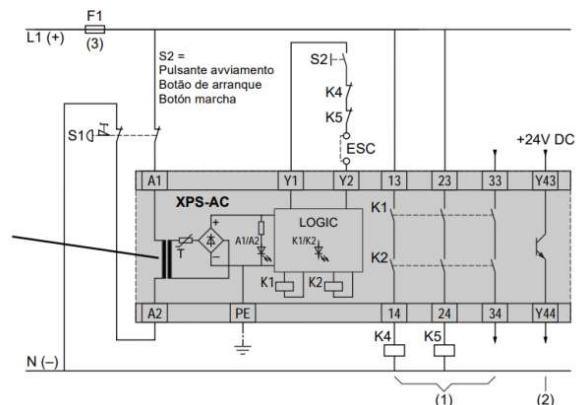 F1
L1 (+)
(3)
S2 =
Pulsante avviamento
Botão de arranque
Botón marcha
S2
K4
K5
ESC
S1
+24V DC
A1
Y1
Y2
13
23
33
Y43
XPS-AC
LOGIC
K1
+
A1/A2
K1/K2
T
–
K1
K2
K2
A2
PE
14
24
34
Y44
K4
K5
N (–)
(1)
(2)